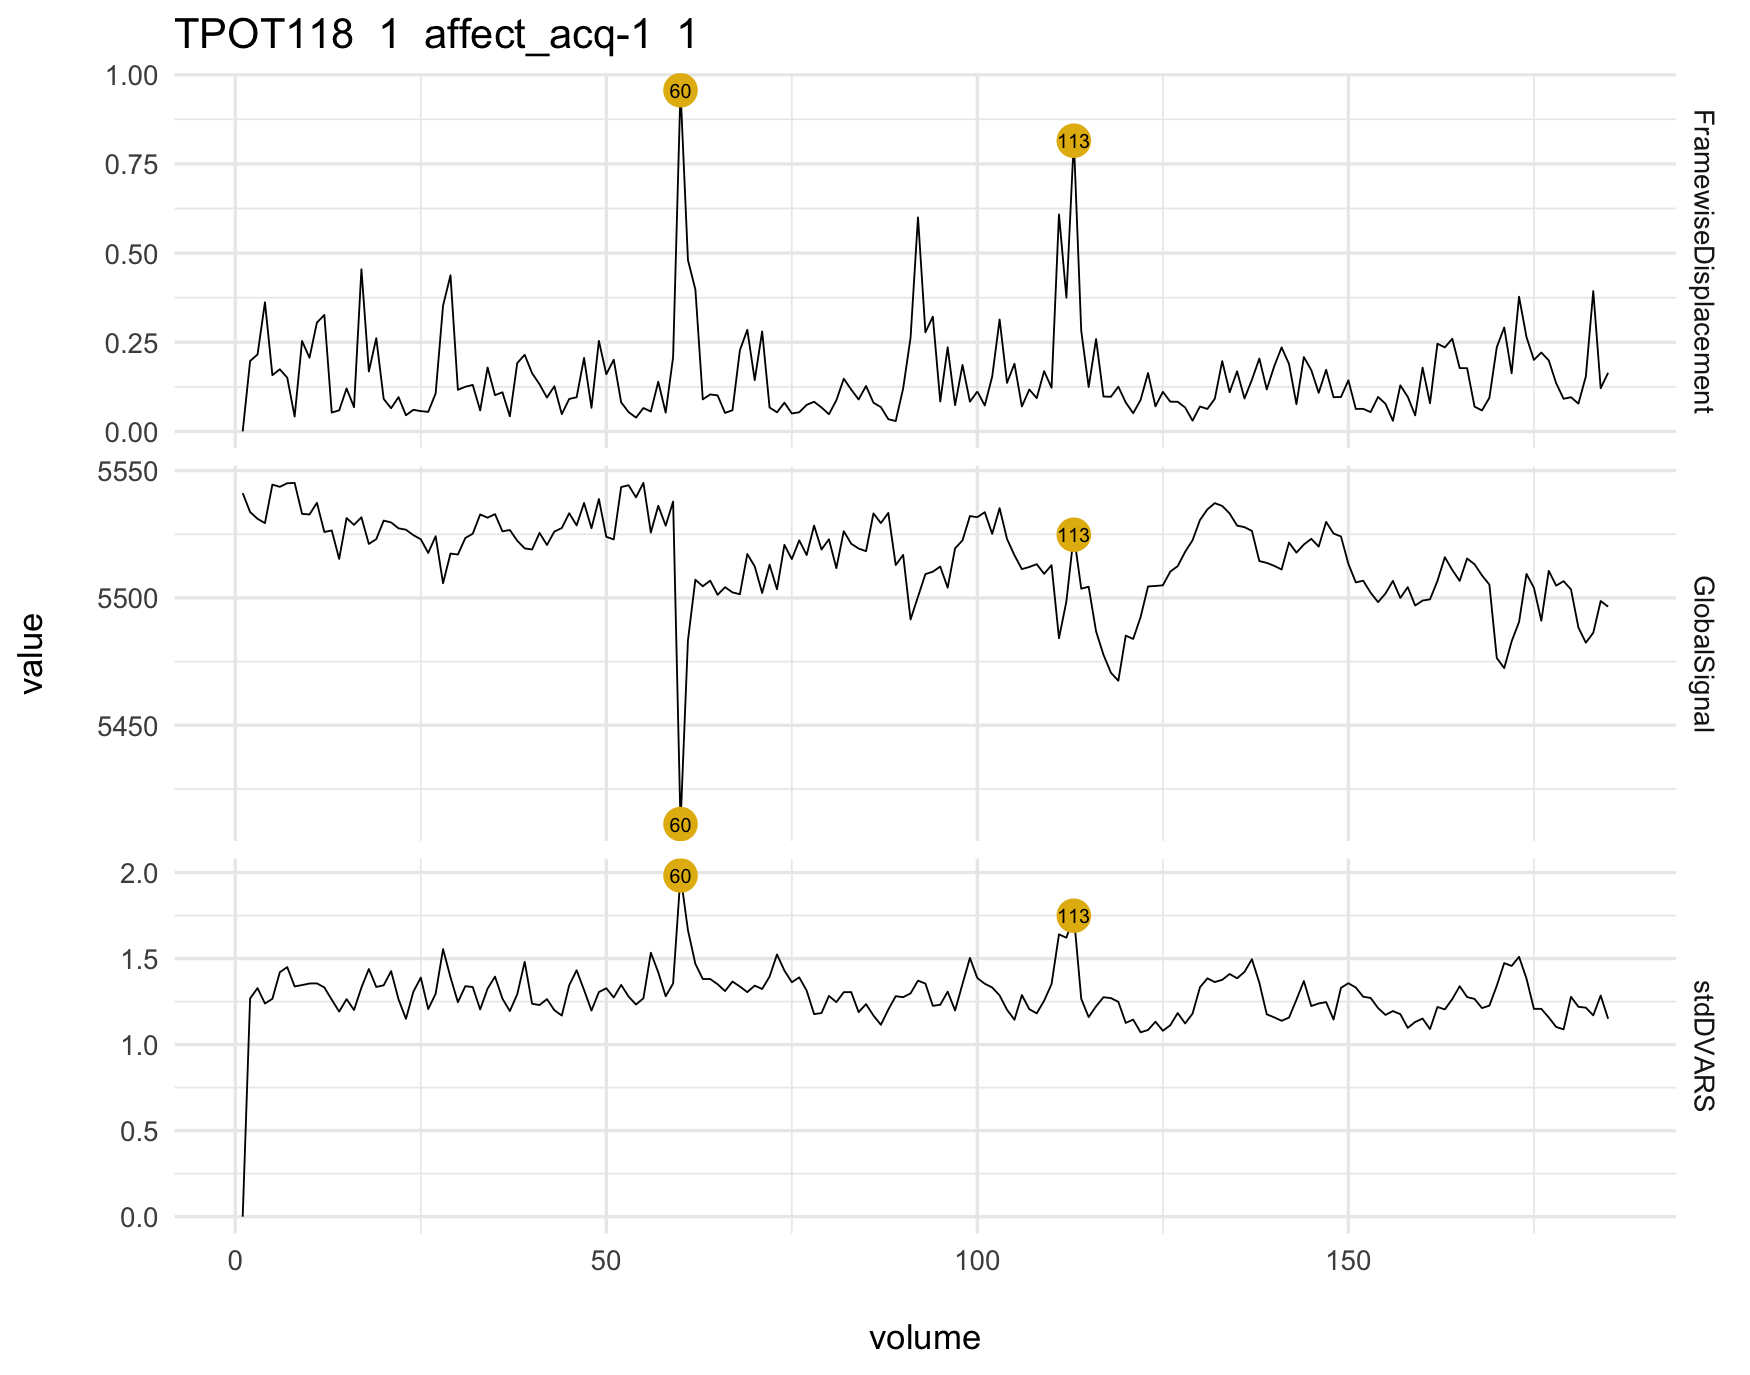 TPOT118 1 affect_acq-1 1
1.00
0.75
0.50
0.25
0.00
60
113
FramewiseDisplacement
5550
5500
5450
113
60
GlobalSignal
2.0
1.5
1.0
0.5
0.0
60
113
stdDVARS
value
0 50 100 150
volume